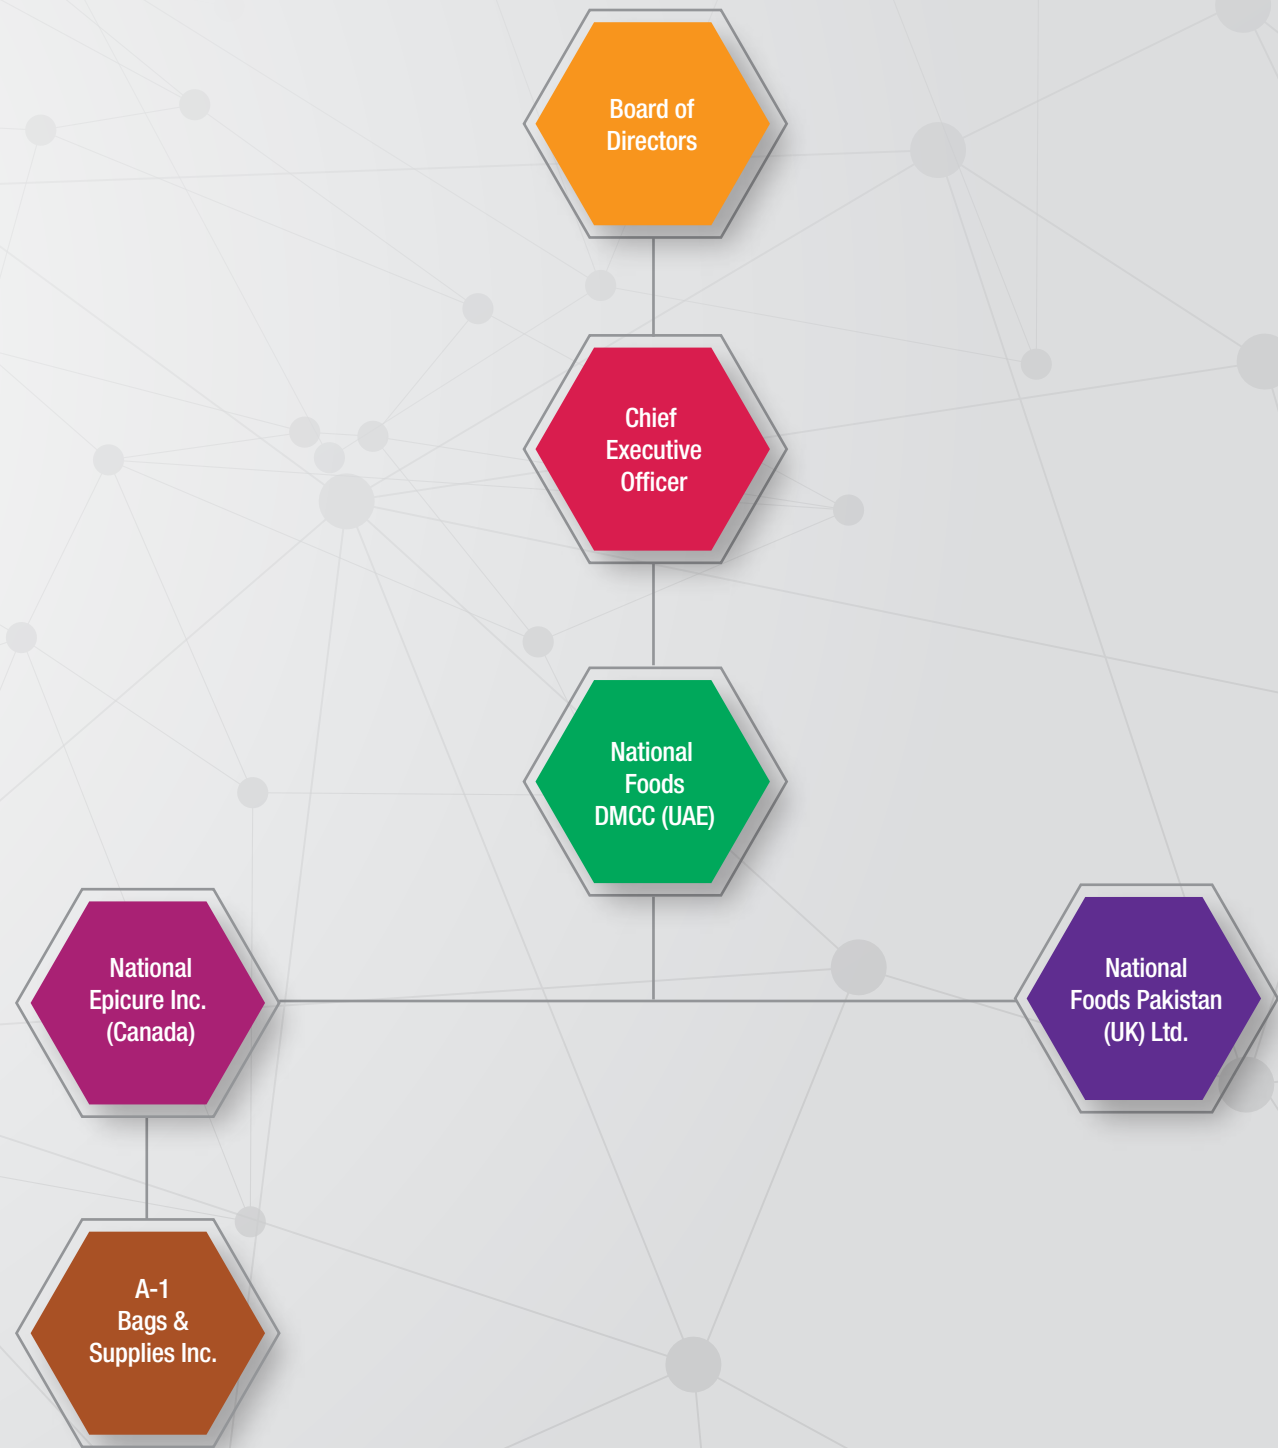 Board of
Directors
Chief
Executive
Officer
National
Foods
DMCC (UAE)
National
Epicure Inc.
(Canada)
National
Foods Pakistan
(UK) Ltd.
A-1
Bags &
Supplies Inc.